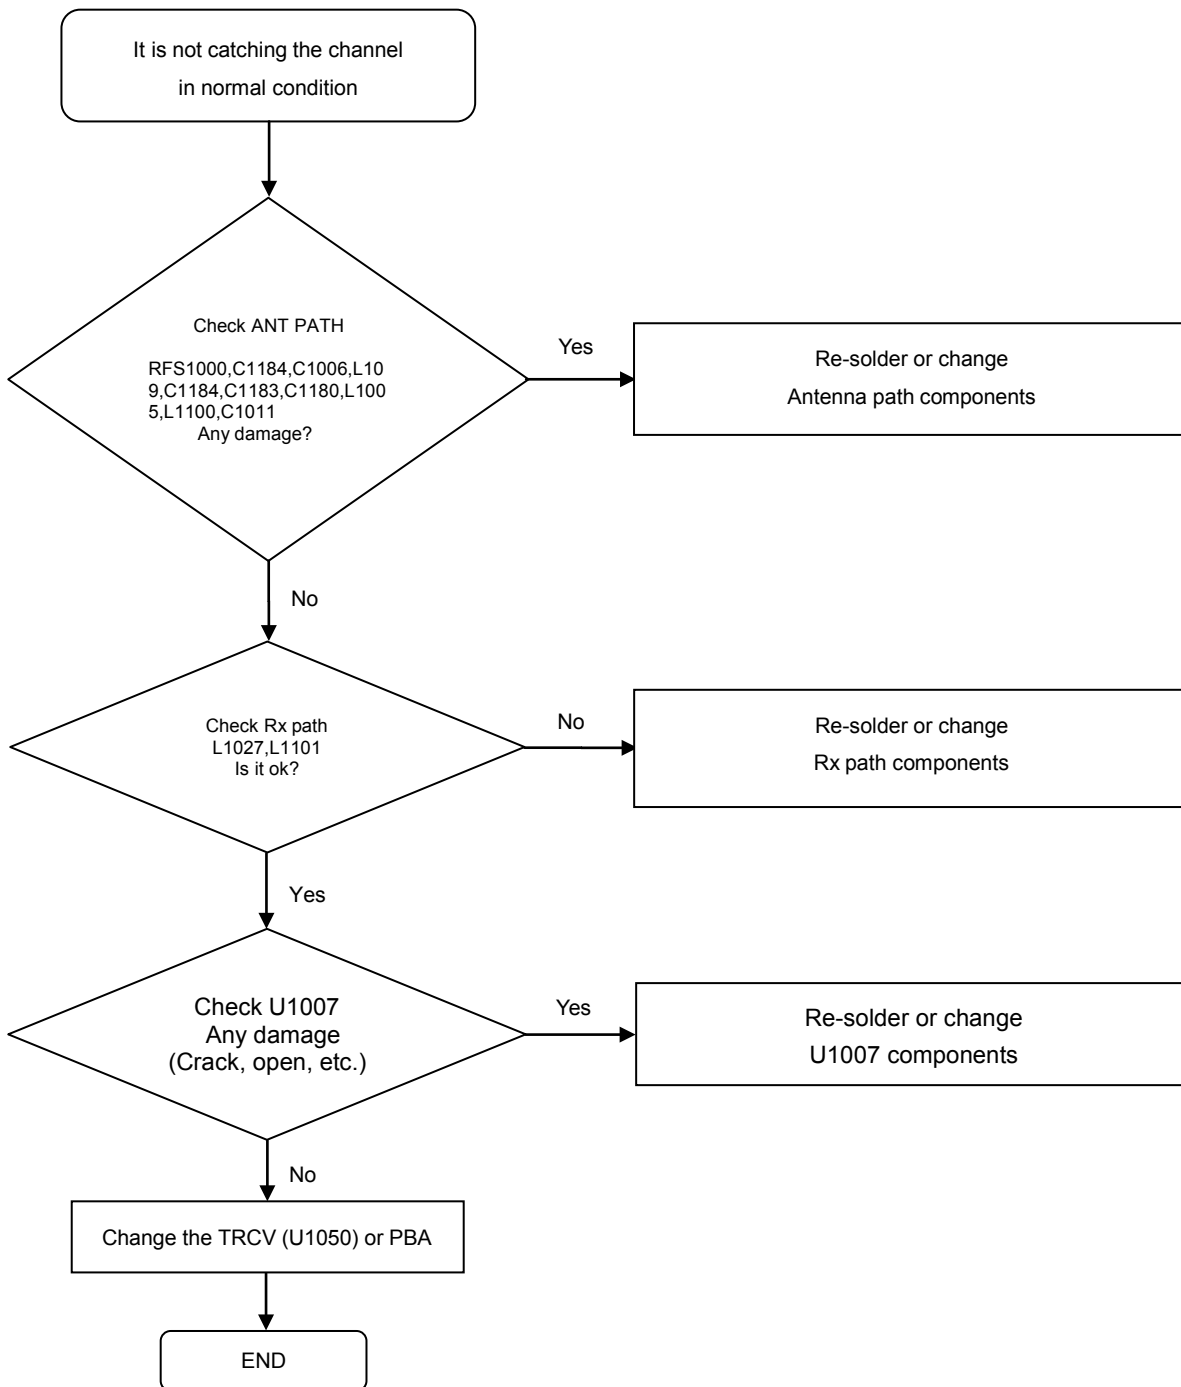 It is not catching the channel
in normal condition
Check ANT PATH
RFS1000,C1184,C1006,L10
9,C1184,C1183,C1180,L100
5,L1100,C1011
Any damage?
Yes
Re-solder or change
Antenna path components
No
Check Rx path
L1027,L1101
Is it ok?
No
Re-solder or change
Rx path components
Yes
Check U1007
Any damage
(Crack, open, etc.)
Yes
Re-solder or change
U1007 components
No
Change the TRCV (U1050) or PBA
END